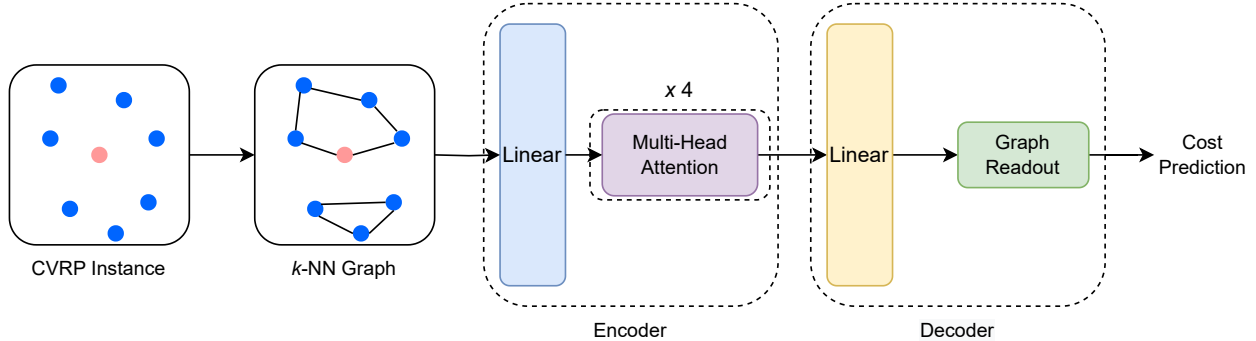 x 4
Linear
Multi-Head
Attention
Linear
Graph
Readout
Cost
Prediction
CVRP Instance
k-NN Graph
Encoder
Decoder